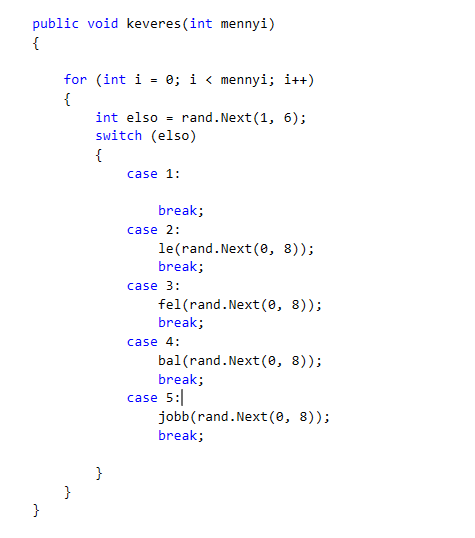 public void keveres(int mennyi)
{
for (int i = 0; i < mennyi; i++)
{
int elso = rand.Next(1, 6);
switch (elso)
{
case 1:
break;
case 2:
le(rand.Next(0, 8));
break;
case 3:
fel(rand.Next(0, 8));
break;
case 4:
bal(rand.Next(0, 8));
break;
case 5:
jobb(rand.Next(0, 8));
break;
}
}
}